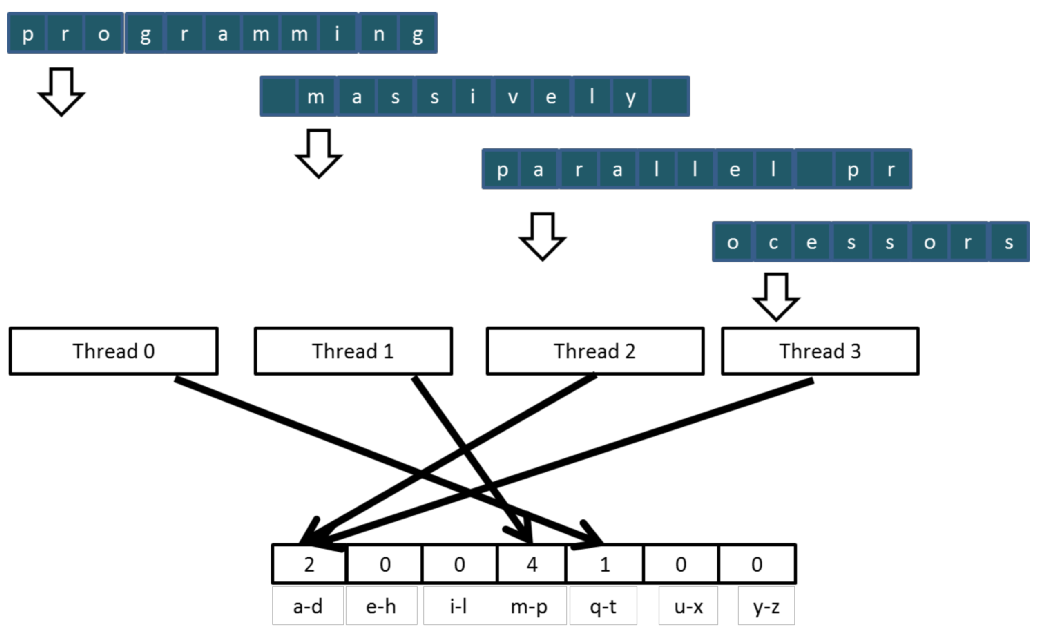 p r o g r a m m i n g
m a s s i v e l y
p a r a l l e l p r
o c e s s o r s
Thread 0 Thread 1 Thread 2 Thread 3
2 0 0 4 1 0 0
a-d e-h i-l m-p q-t u-x y-z